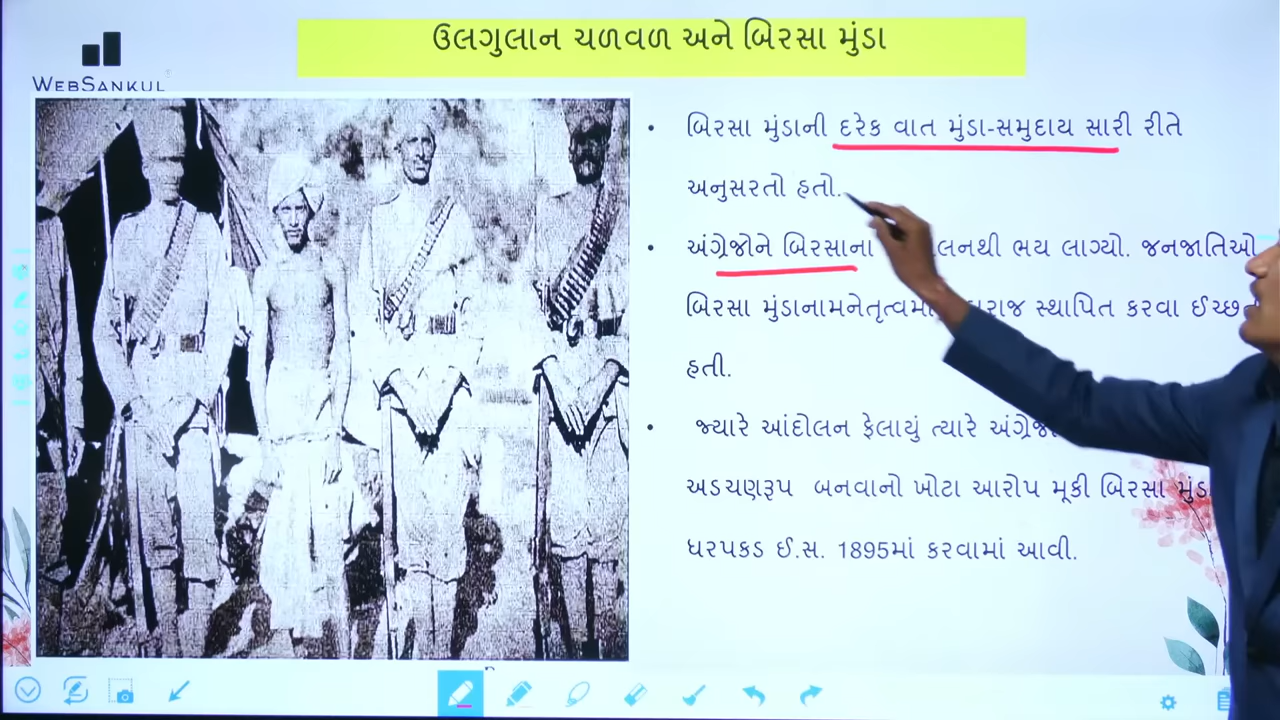 ઉલગુલાન ચળવળ અને બિરસા મુંડા
WEBSANKUL
• બિરસા મુંડાની દરેક વાત મુંડા-સમુદાય સારી રીતે
અનુસરતો હતો.
• અંગ્રેજોને બિરસાના લનથી ભય લાગ્યો. જનજાતિઓ
બિરસા મુંડાનામનેતૃત્વમાં રાજ સ્થાપિત કરવા ઈચ્છ
હતી.
• જ્યારે આંદોલન ફેલાયું ત્યારે
અડચણરૂપ બનવાનો ખોટા આરોપ મૂકી બિરસા
ધરપકડ ઈ.સ. 1895માં કરવામાં આવી.